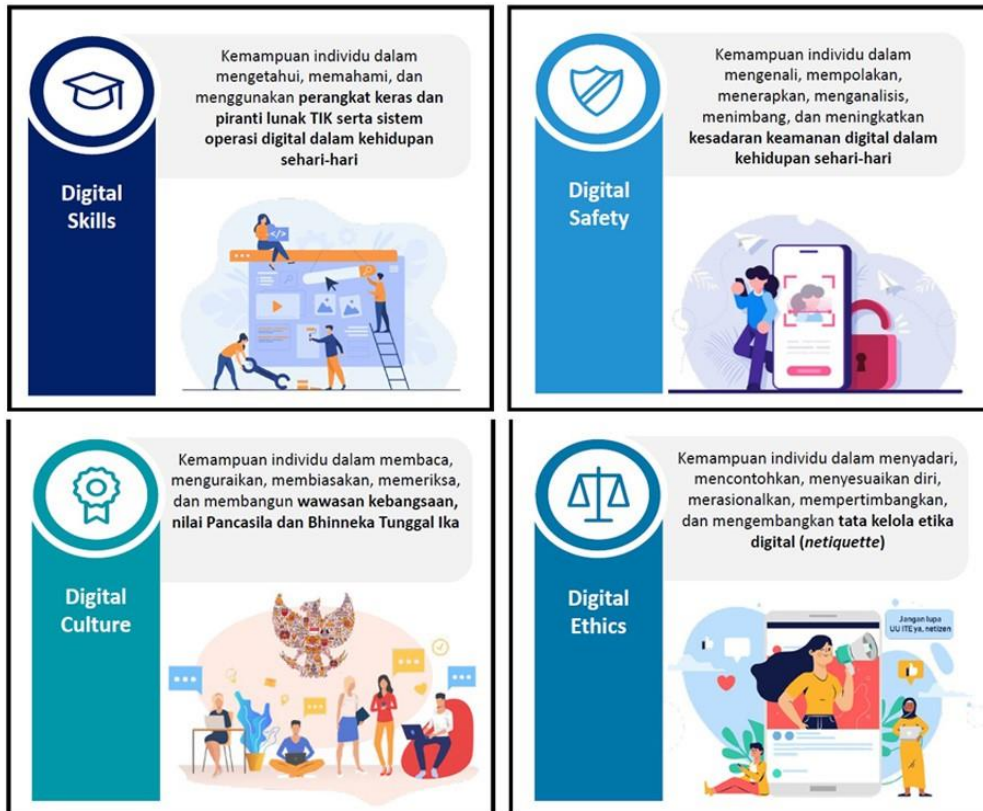 Kemampuan individu dalam
mengetahui, memahami, dan
menggunakan perangkat keras dan
piranti lunak TIK serta sistem
operasi digital dalam kehidupan
sehari-hari
Digital
Skills
Kemampuan individu dalam
mengenali, mempolakan,
menerapkan, menganalisis,
menimbang, dan meningkatkan
kesadaran keamanan digital dalam
kehidupan sehari-hari
Digital
Safety
Kemampuan individu dalam membaca,
menguraikan, membiasakan, memeriksa,
dan membangun wawasan kebangsaan,
nilai Pancasila dan Bhinneka Tunggal Ika
Digital
Culture
Kemampuan individu dalam menyadari,
mencontohkan, menyesuaikan diri,
merasionalkan, mempertimbangkan,
dan mengembangkan tata kelola etika
digital (netiquette)
Digital
Ethics
Jangan lupa
UU ITE ya, netizen